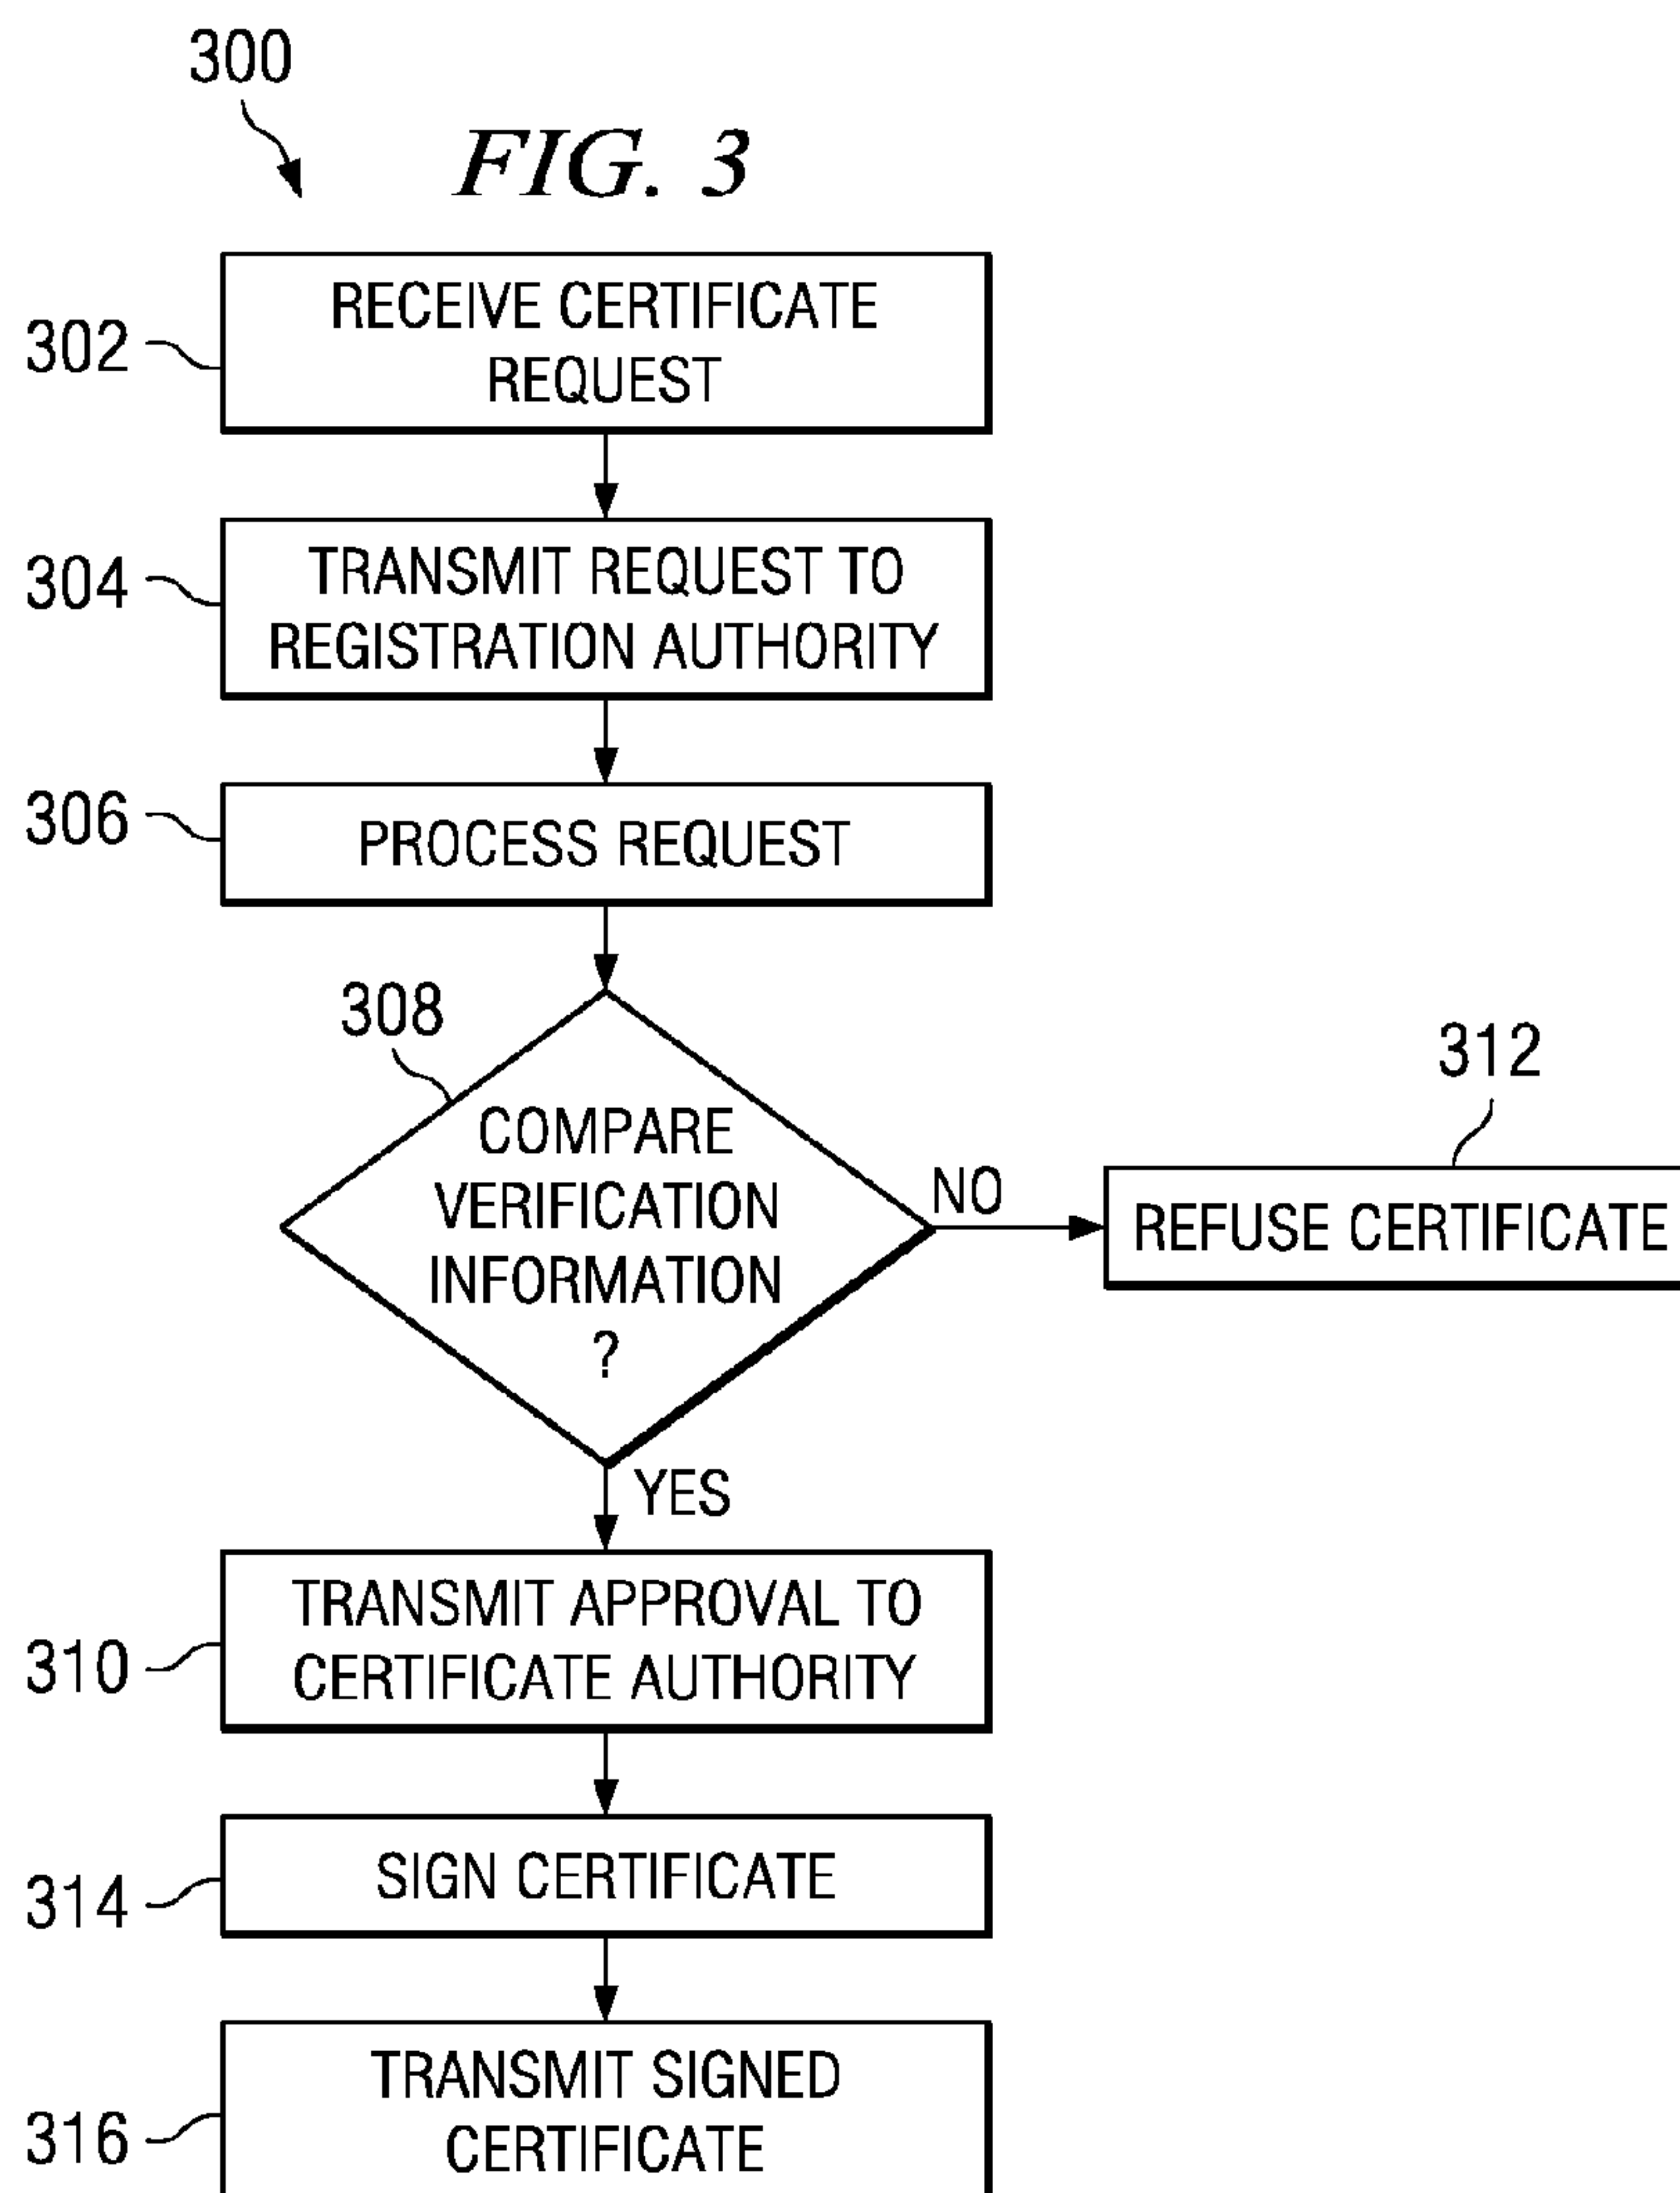 300
FIG. 3
302
RECEIVE CERTIFICATE
REQUEST
304
TRANSMIT REQUEST TO
REGISTRATION AUTHORITY
306
PROCESS REQUEST
308
COMPARE
VERIFICATION
INFORMATION
?
NO
312
REFUSE CERTIFICATE
YES
310
TRANSMIT APPROVAL TO
CERTIFICATE AUTHORITY
314
SIGN CERTIFICATE
316
TRANSMIT SIGNED
CERTIFICATE